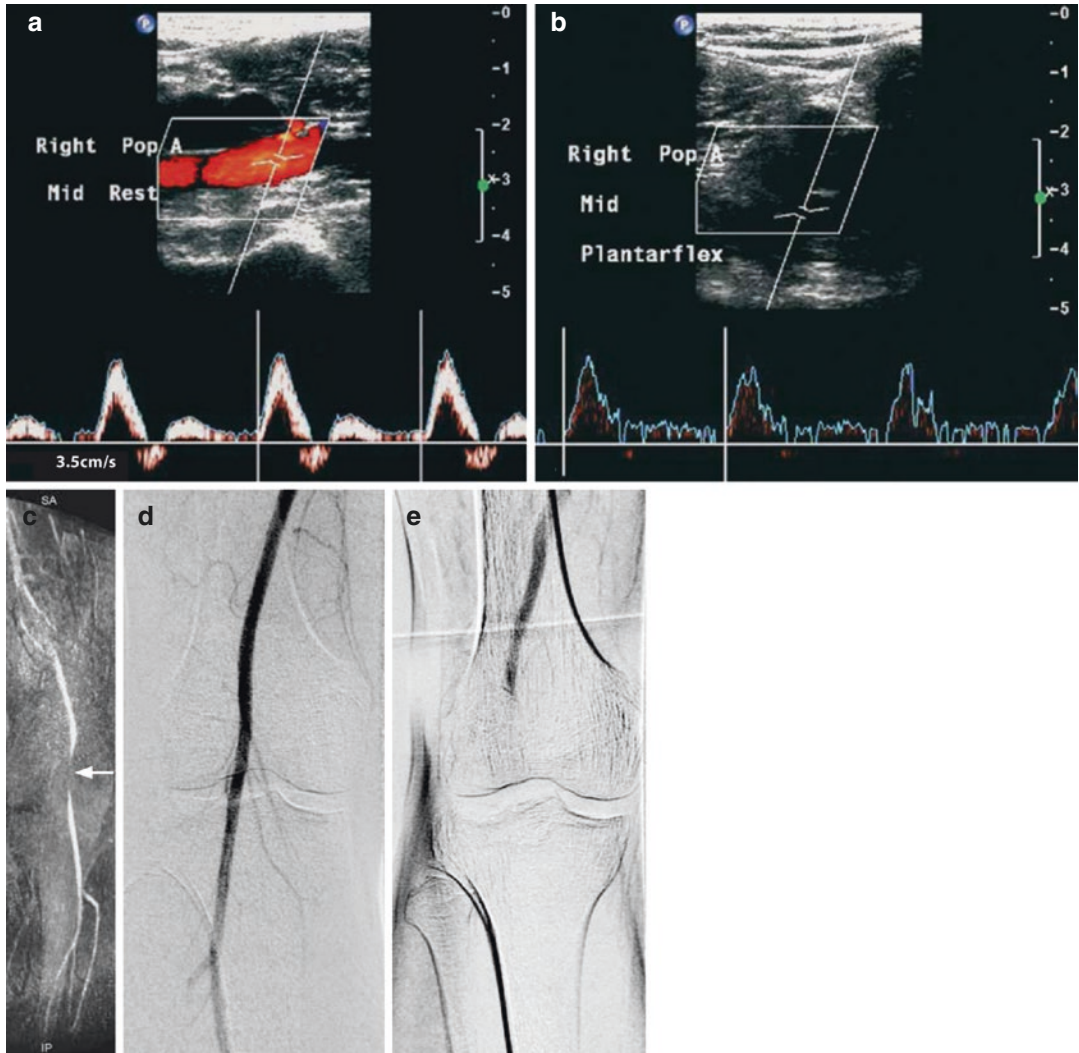 a
P
-0
-1
-2
Right Pop A
x-3
Mid Rest
-4
-5
3.5cm/s
b
P
-0
-1
-2
Right Pop A
x-3
Mid
-4
Plantarflex
-5
SA
c
IP
d
e